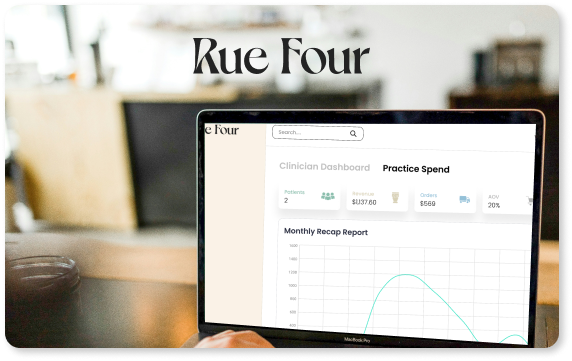 Rue Four
e Four
Search...
Clinician Dashboard Practice Spend
Patients
2
Revenue
$1,137.60
Orders
$569
AOV
20%
Monthly Recap Report
1400
1200
1000
800
600
400
MacBook Pro